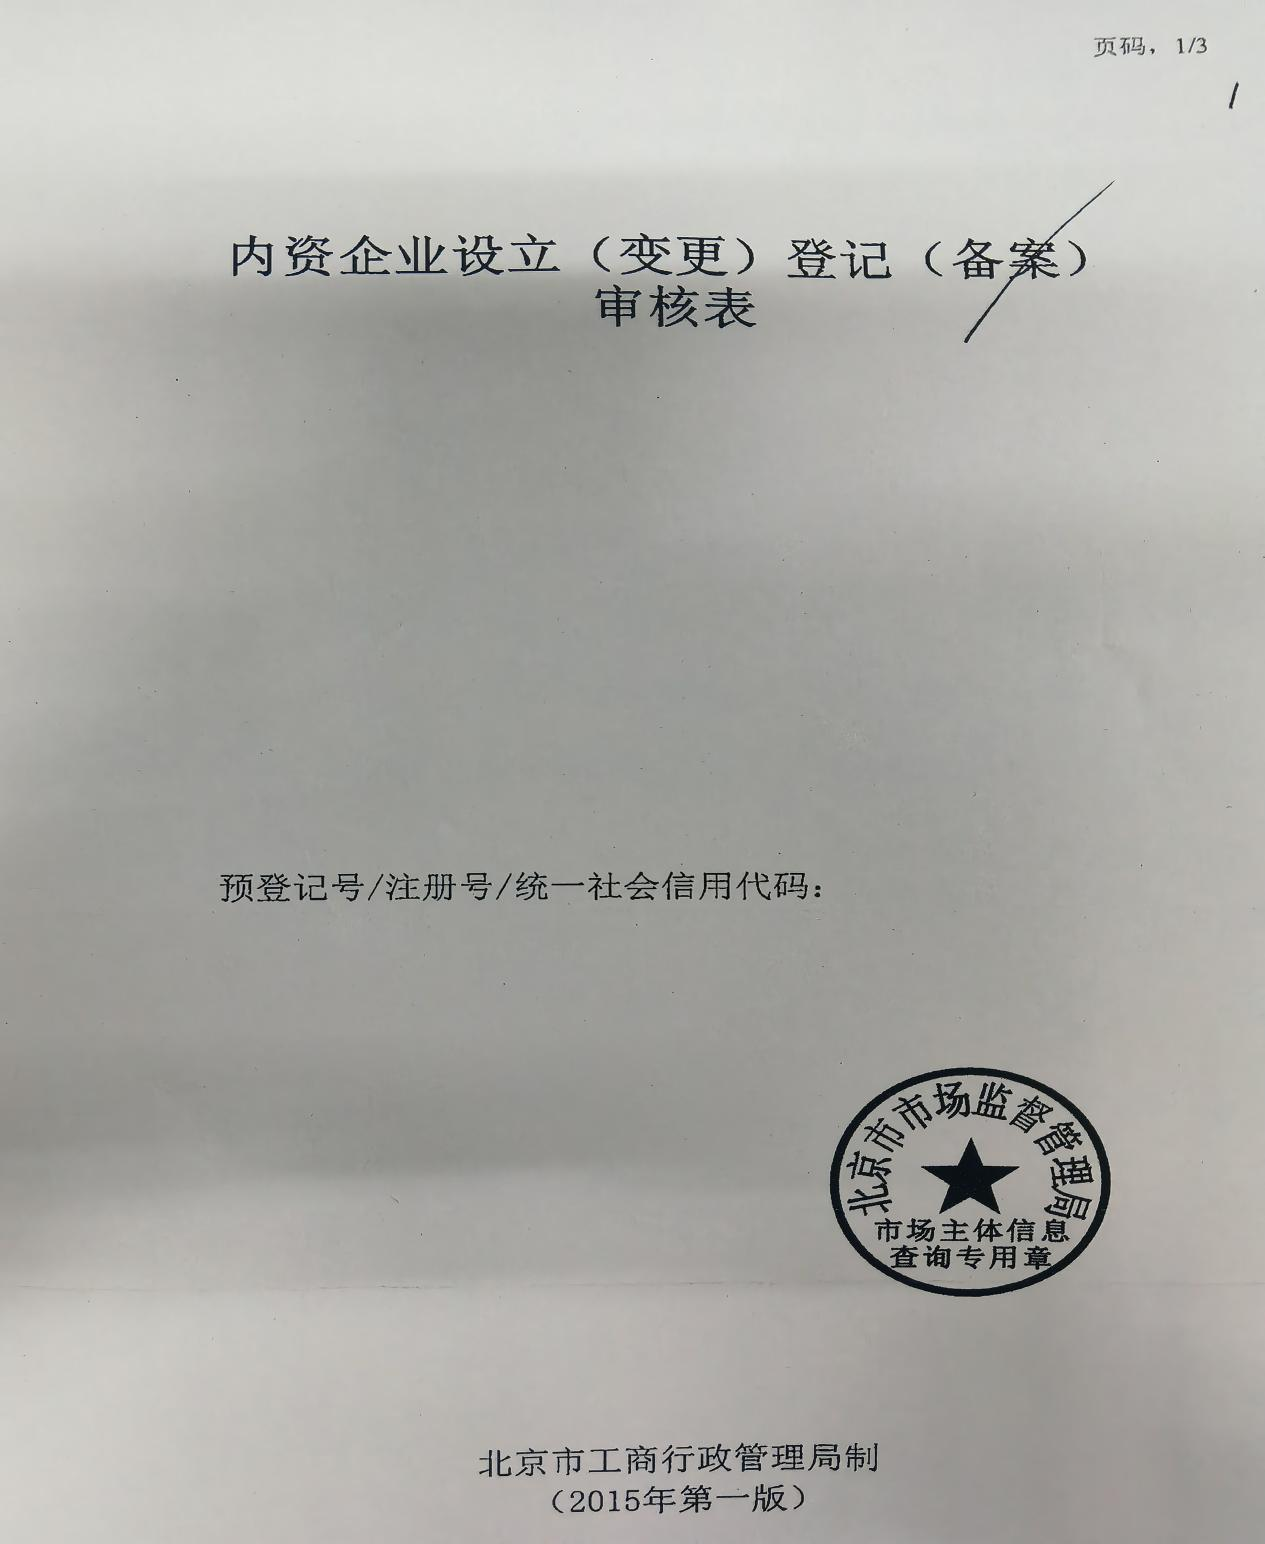 页码，1/3
1
内资企业设立（变更）登记（备案）
审核表
预登记号/注册号/统一社会信用代码：
北京市市场监督管理局
市场主体信息
查询专用章
北京市工商行政管理局制
（2015年第一版）